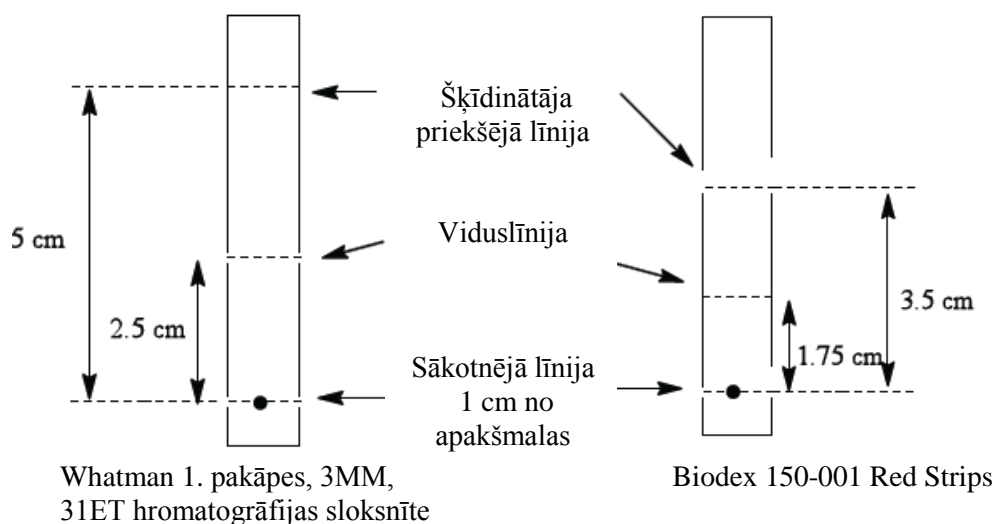 Šķīdinātāja
priekšējā līnija
5 cm
Viduslīnija
3.5 cm
2.5 cm
1.75 cm
Sākotnējā līnija
1 cm no
apakšmalas
Whatman 1. pakāpes, 3MM,
31ET hromatogrāfijas sloksnīte
Biodex 150-001 Red Strips